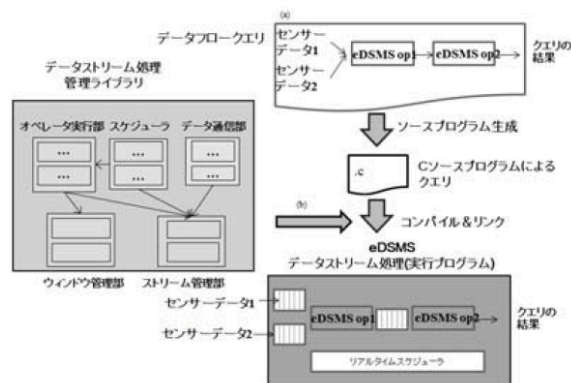 (a)
データフロークエリ
センサー
データ1
センサー
データ2
eDSMS op1
eDSMS op2
クエリの
結果
データストリーム処理
管理ライブラリ
オペレータ実行部
スケジューラ
データ通信部
...
...
...
...
...
...
ウィンドウ管理部
ストリーム管理部
ソースプログラム生成
.c
Cソースプログラムによる
クエリ
(b)
コンパイル&リンク
eDSMS
データストリーム処理(実行プログラム)
センサーデータ1
センサーデータ2
eDSMS op1
eDSMS op2
クエリの
結果
リアルタイムスケジューラ